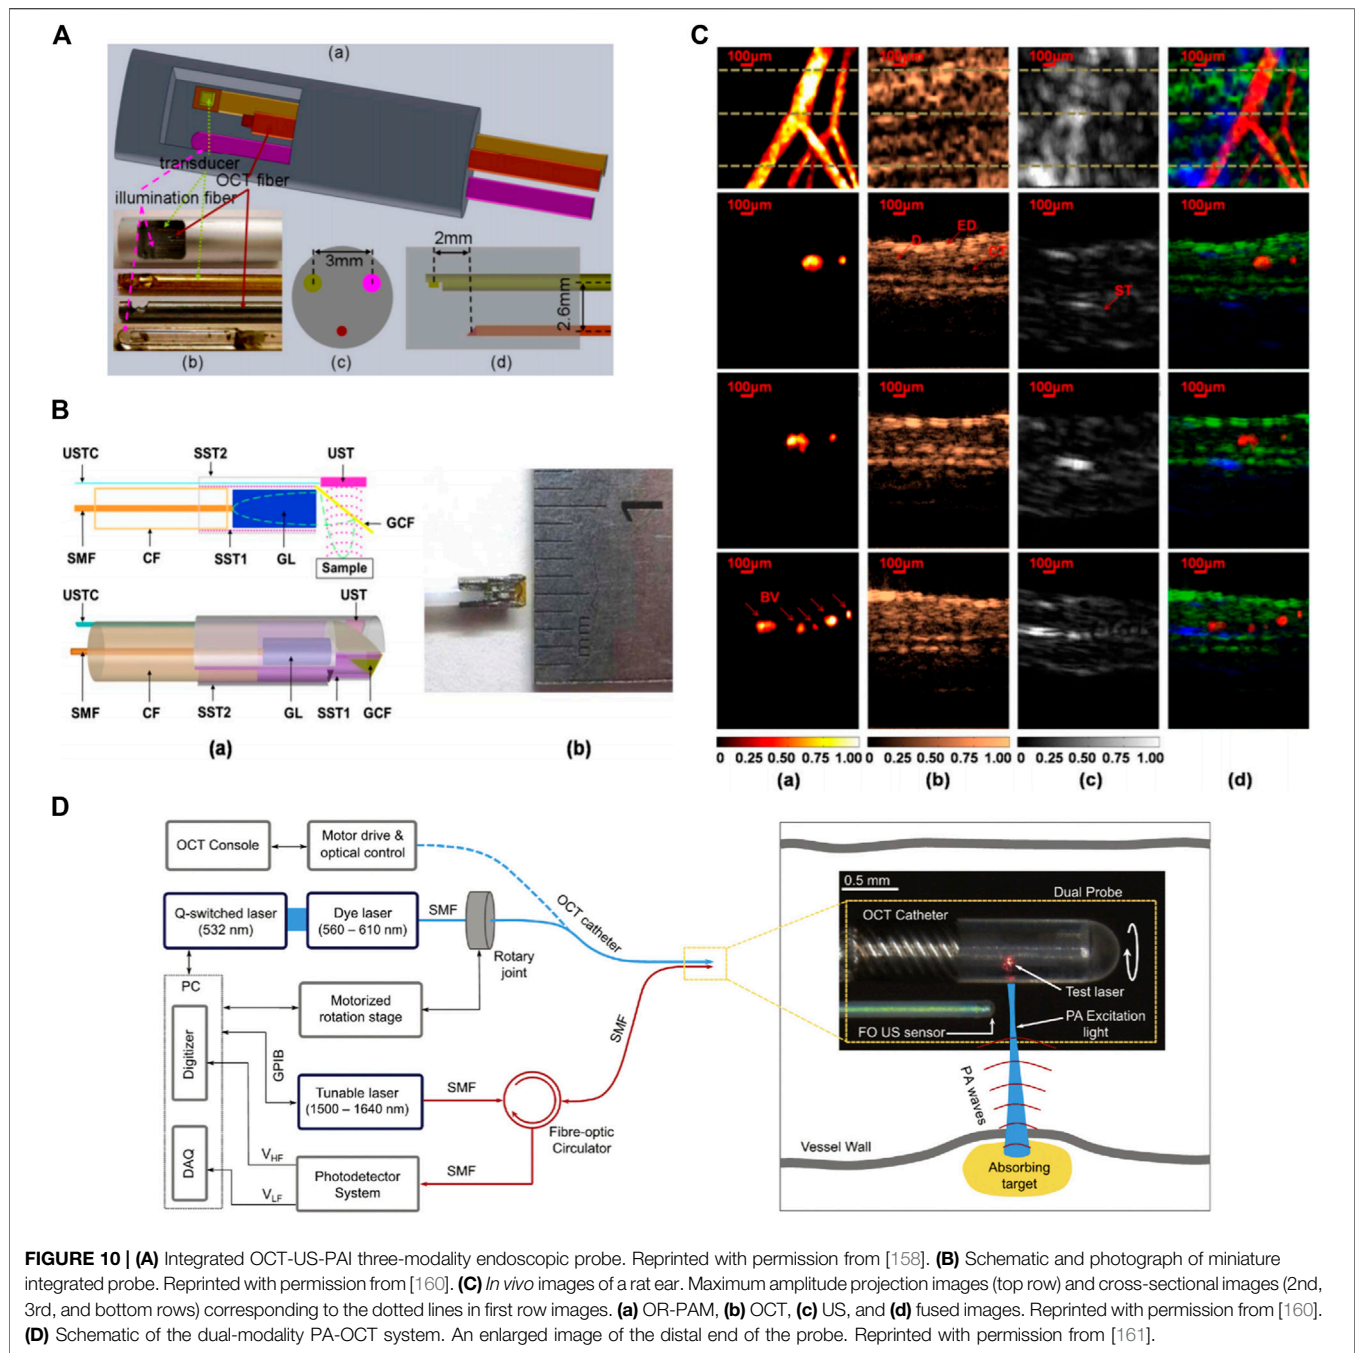 A
(a)
transducer
OCT fiber
illumination fiber
2mm
3mm
2.6mm
(b)
(c)
(d)
B
USTC
SST2
UST
GCF
SMF
CF
SST1
GL
Sample
USTC
UST
SMF
CF
SST2
GL
SST1
GCF
(a)
1
mm
(b)
C
100μm
100μm
100μm
100μm
100μm
100μm
100μm
100μm
D
ED
ST
100μm
100μm
100μm
100μm
100μm
100μm
100μm
100μm
BV
0 0.25 0.50 0.75 1.00
0 0.25 0.50 0.75 1.00
0 0.25 0.50 0.75 1.00
(a)
(b)
(c)
(d)
D
OCT Console
Motor drive &
optical control
Q-switched laser
(532 nm)
Dye laser
(560 – 610 nm)
SMF
OCT catheter
Rotary
joint
PC
Motorized
rotation stage
Digitizer
GPIB
Tunable laser
(1500 – 1640 nm)
SMF
SMF
Fibre-optic
Circulator
DAQ
VHF
VLF
Photodetector
System
SMF
0.5 mm
Dual Probe
OCT Catheter
Test laser
FO US sensor
PA Excitation
light
PA waves
Vessel Wall
Absorbing
target
FIGURE 10 | (A) Integrated OCT-US-PAI three-modality endoscopic probe. Reprinted with permission from [158]. (B) Schematic and photograph of miniature
integrated probe. Reprinted with permission from [160]. (C) In vivo images of a rat ear. Maximum amplitude projection images (top row) and cross-sectional images (2nd,
3rd, and bottom rows) corresponding to the dotted lines in first row images. (a) OR-PAM, (b) OCT, (c) US, and (d) fused images. Reprinted with permission from [160].
(D) Schematic of the dual-modality PA-OCT system. An enlarged image of the distal end of the probe. Reprinted with permission from [161].